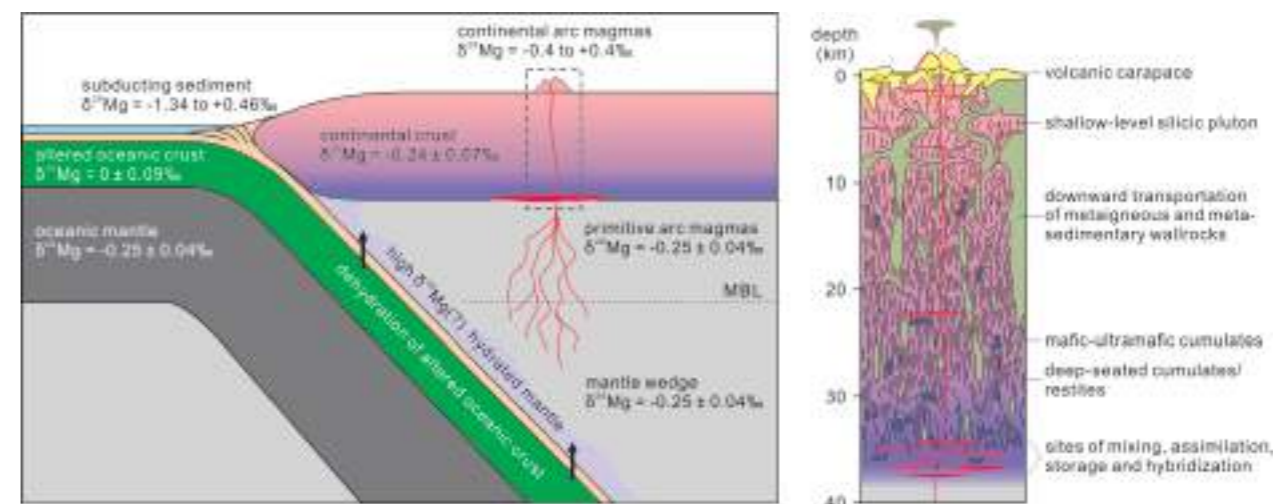 continental arc magmas
δ²⁶Mg = -0.4 to +0.4‰
subducting sediment
δ²⁶Mg = -1.34 to +0.46‰
continental crust
δ²⁶Mg = -0.24 ± 0.07‰
altered oceanic crust
δ²⁶Mg = 0 ± 0.09‰
oceanic mantle
δ²⁶Mg = -0.25 ± 0.04‰
primitive arc magmas
δ²⁶Mg = -0.25 ± 0.04‰
MBL
high δ²⁶Mg(?) hydrated mantle
dehydration of altered oceanic crust
mantle wedge
δ²⁶Mg = -0.25 ± 0.04‰
depth
(km)
0
10
20
30
40
volcanic carapace
shallow-level silicic pluton
downward transportation
of metaigneous and meta-
sedimentary wallrocks
mafic-ultramafic cumulates
deep-seated cumulates/
restites
sites of mixing, assimilation,
storage and hybridization